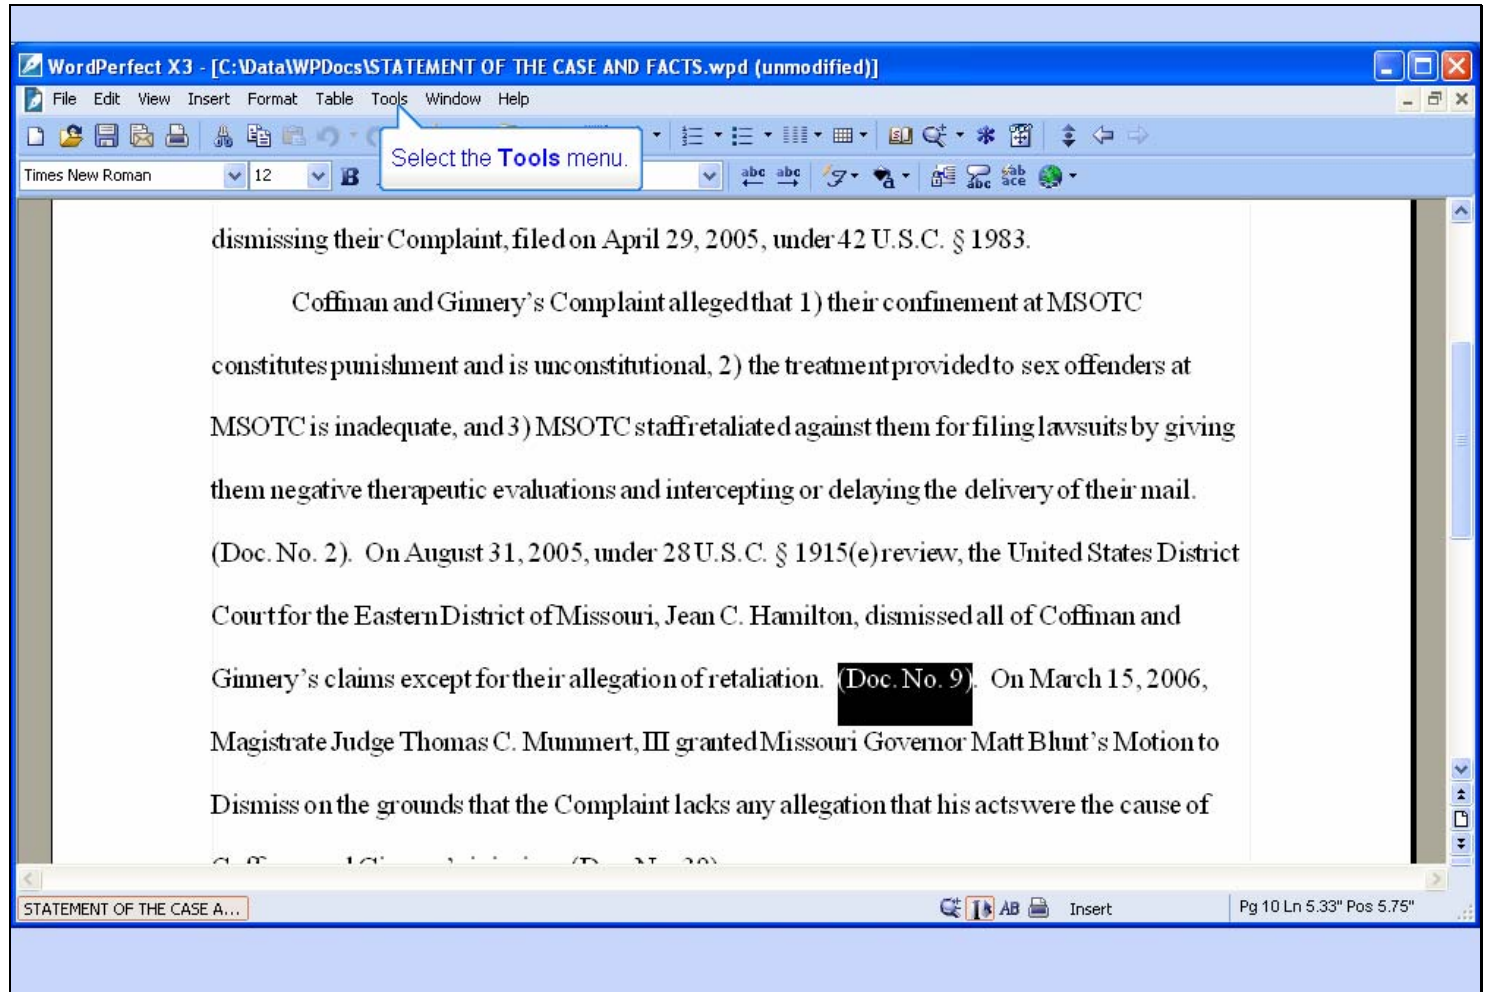 WordPerfect X3 - [C:\Data\WPDocs\STATEMENT OF THE CASE AND FACTS.wpd (unmodified)]
File Edit View Insert Format Table Tools Window Help
Select the Tools menu.
Times New Roman 12 B
dismissing their Complaint, filed on April 29, 2005, under 42 U.S.C. § 1983.
Coffman and Ginnery’s Complaint alleged that 1) their confinement at MSOTC
constitutes punishment and is unconstitutional, 2) the treatment provided to sex offenders at
MSOTC is inadequate, and 3) MSOTC staff retaliated against them for filing lawsuits by giving
them negative therapeutic evaluations and intercepting or delaying the delivery of their mail.
(Doc. No. 2). On August 31, 2005, under 28 U.S.C. § 1915(e) review, the United States District
Court for the Eastern District of Missouri, Jean C. Hamilton, dismissed all of Coffman and
Ginnery’s claims except for their allegation of retaliation. (Doc. No. 9). On March 15, 2006,
Magistrate Judge Thomas C. Mummert, III granted Missouri Governor Matt Blunt’s Motion to
Dismiss on the grounds that the Complaint lacks any allegation that his acts were the cause of
STATEMENT OF THE CASE A... AB Insert Pg 10 Ln 5.33" Pos 5.75"